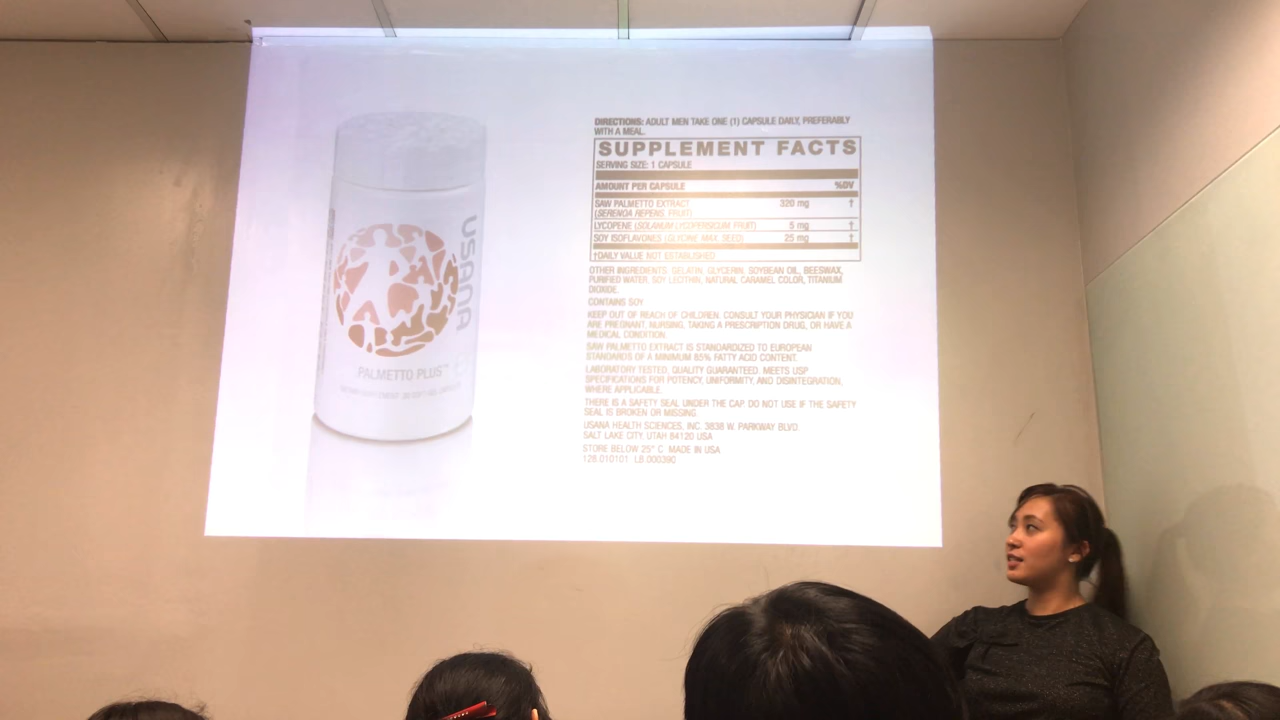 USANA
PALMETTO PLUS™
DIRECTIONS: ADULT MEN TAKE ONE (1) CAPSULE DAILY, PREFERABLY
WITH A MEAL.
SUPPLEMENT FACTS
SERVING SIZE: 1 CAPSULE
AMOUNT PER CAPSULE %DV
SAW PALMETTO EXTRACT 320 mg †
(SERENOA REPENS, FRUIT)
LYCOPENE (SOLANUM LYCOPERSICUM FRUIT) 5 mg †
SOY ISOFLAVONES (GLYCINE MAX, SEED) 25 mg †
†DAILY VALUE NOT ESTABLISHED
OTHER INGREDIENTS: GELATIN, GLYCERIN, SOYBEAN OIL, BEESWAX,
PURIFIED WATER, SOY LECITHIN, NATURAL CARAMEL COLOR, TITANIUM
DIOXIDE.
CONTAINS SOY
KEEP OUT OF REACH OF CHILDREN. CONSULT YOUR PHYSICIAN IF YOU
ARE PREGNANT, NURSING, TAKING A PRESCRIPTION DRUG, OR HAVE A
MEDICAL CONDITION.
SAW PALMETTO EXTRACT IS STANDARDIZED TO EUROPEAN
STANDARDS OF A MINIMUM 85% FATTY ACID CONTENT.
LABORATORY TESTED, QUALITY GUARANTEED. MEETS USP
SPECIFICATIONS FOR POTENCY, UNIFORMITY, AND DISINTEGRATION,
WHERE APPLICABLE.
THERE IS A SAFETY SEAL UNDER THE CAP. DO NOT USE IF THE SAFETY
SEAL IS BROKEN OR MISSING.
USANA HEALTH SCIENCES, INC. 3838 W. PARKWAY BLVD.
SALT LAKE CITY, UTAH 84120 USA
STORE BELOW 25° C MADE IN USA
128.010101 LB.000390